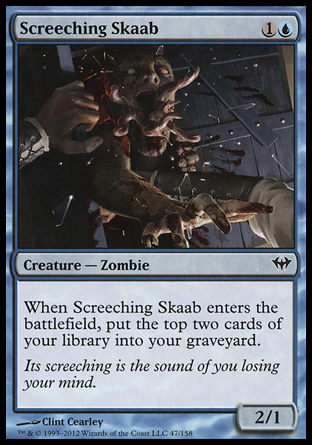 Screeching Skaab 1
Creature — Zombie
When Screeching Skaab enters the
battlefield, put the top two cards of
your library into your graveyard.
Its screeching is the sound of you losing
your mind.
Clint Cearley
™ & © 1993–2012 Wizards of the Coast LLC 47/158
2/1